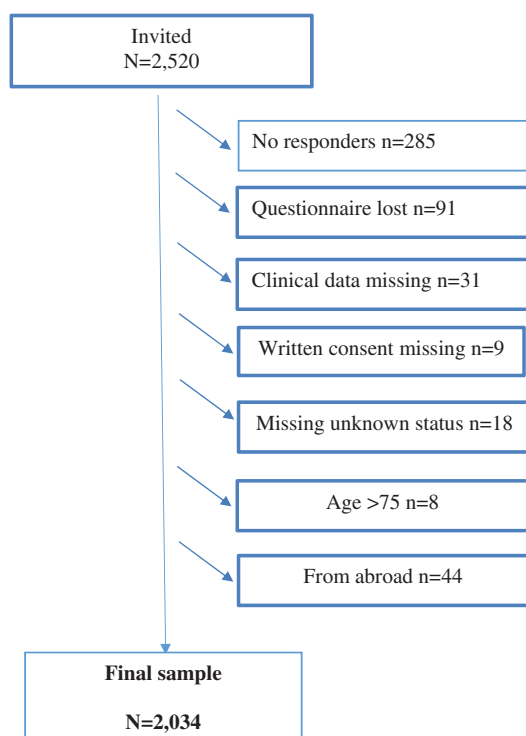 Invited
N=2,520
No responders n=285
Questionnaire lost n=91
Clinical data missing n=31
Written consent missing n=9
Missing unknown status n=18
Age >75 n=8
From abroad n=44
Final sample
N=2,034